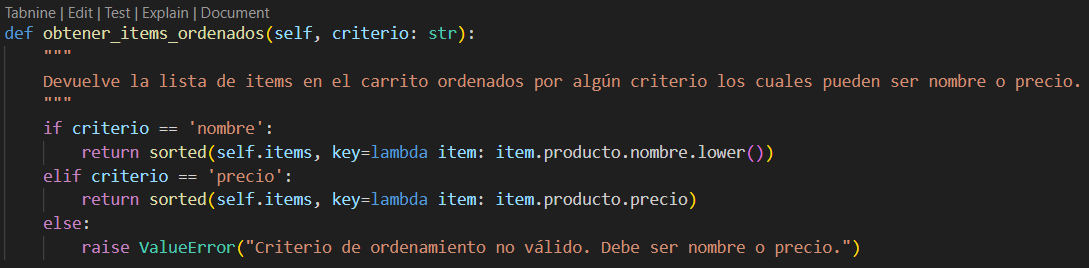 Tabnine | Edit | Test | Explain | Document
def obtener_items_ordenados(self, criterio: str):
    """
    Devuelve la lista de items en el carrito ordenados por algún criterio los cuales pueden ser nombre o precio.
    """
    if criterio == 'nombre':
        return sorted(self.items, key=lambda item: item.producto.nombre.lower())
    elif criterio == 'precio':
        return sorted(self.items, key=lambda item: item.producto.precio)
    else:
        raise ValueError("Criterio de ordenamiento no válido. Debe ser nombre o precio.")